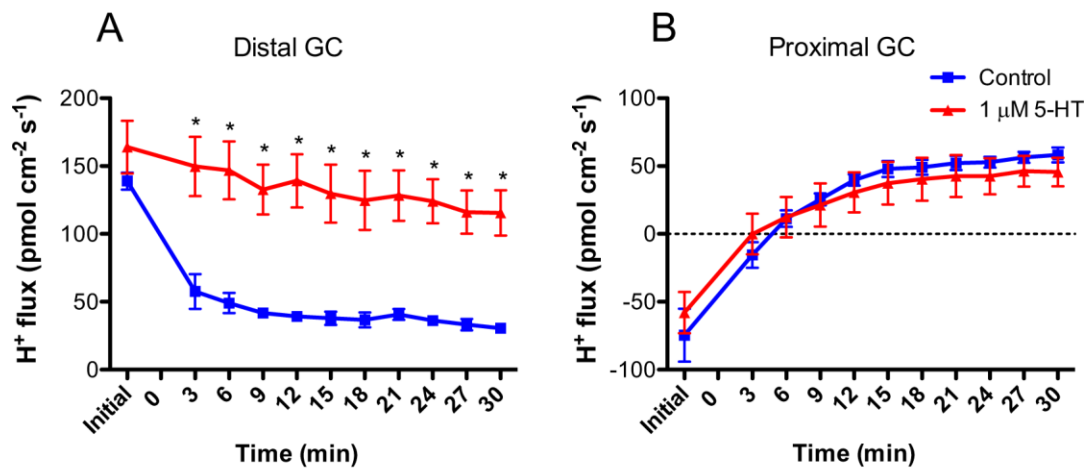 A
Distal GC
H+ flux (pmol cm-2 s-1)
200
150
100
50
0
* * * * * * * * * *
Initial 0 3 6 9 12 15 18 21 24 27 30
Time (min)
B
Proximal GC
Control
1 μM 5-HT
H+ flux (pmol cm-2 s-1)
100
50
0
-50
-100
Initial 0 3 6 9 12 15 18 21 24 27 30
Time (min)